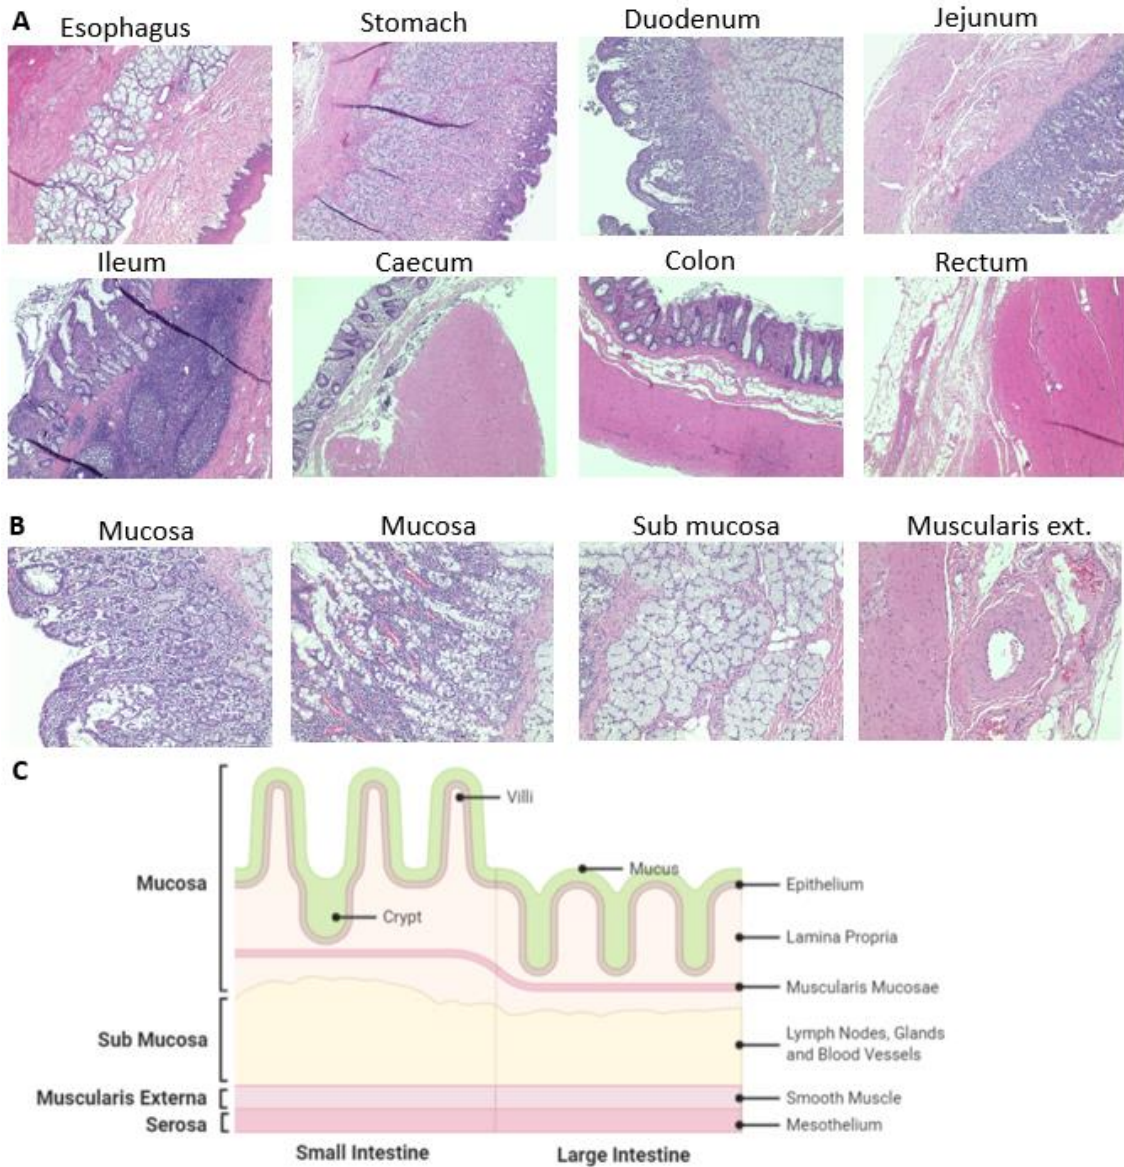 A
Esophagus
Stomach
Duodenum
Jejunum
Ileum
Caecum
Colon
Rectum
B
Mucosa
Mucosa
Sub mucosa
Muscularis ext.
C
Mucosa
Sub Mucosa
Muscularis Externa
Serosa
Villi
Crypt
Mucus
Epithelium
Lamina Propria
Muscularis Mucosae
Lymph Nodes, Glands
and Blood Vessels
Smooth Muscle
Mesothelium
Small Intestine
Large Intestine